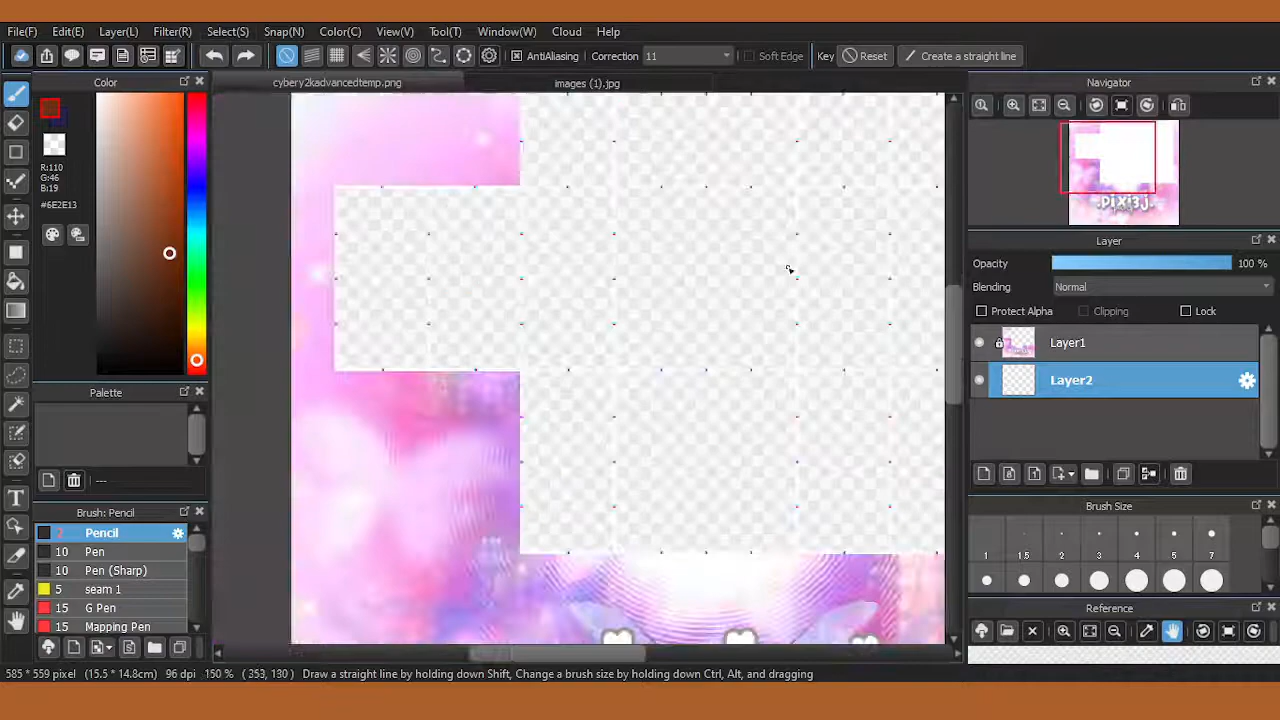 File(F) Edit(E) Layer(L) Filter(R) Select(S) Snap(N) Color(C) View(V) Tool(T) Window(W) Cloud Help
AntiAliasing Correction 11 Soft Edge Key Reset Create a straight line
Color
cybery2kadvancedtemp.png
images (1).jpg
Navigator
R:110
G:46
B:19
#6E2E13
.PiXi3J.
Layer
Opacity 100 %
Blending Normal
Protect Alpha Clipping Lock
Layer1
Layer2
Palette
---
Brush: Pencil
2 Pencil
10 Pen
10 Pen (Sharp)
5 seam 1
15 G Pen
15 Mapping Pen
Brush Size
1 1.5 2 3 4 5 7
Reference
585 * 559 pixel (15.5 * 14.8cm) 96 dpi 150 % ( 353, 130 ) Draw a straight line by holding down Shift, Change a brush size by holding down Ctrl, Alt, and dragging